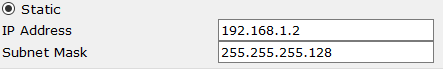 Static
IP Address 192.168.1.2
Subnet Mask 255.255.255.128